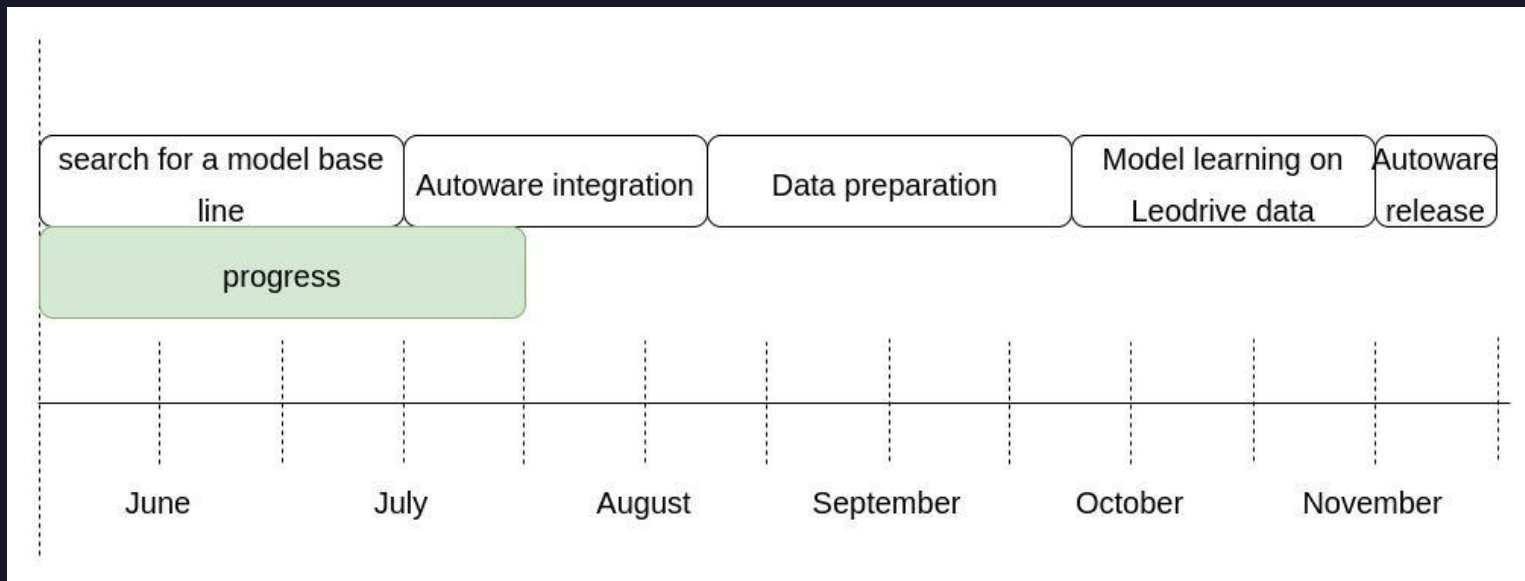 search for a model base
line
Autoware integration
Data preparation
Model learning on
Leodrive data
Autoware
release
progress
June
July
August
September
October
November